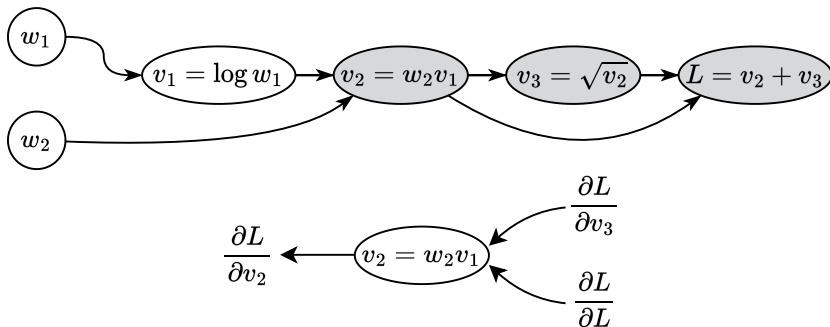 w₁
v₁ = log w₁
v₂ = w₂v₁
v₃ = √v₂
L = v₂ + v₃
w₂
∂L/∂v₃
∂L/∂v₂
v₂ = w₂v₁
∂L/∂L